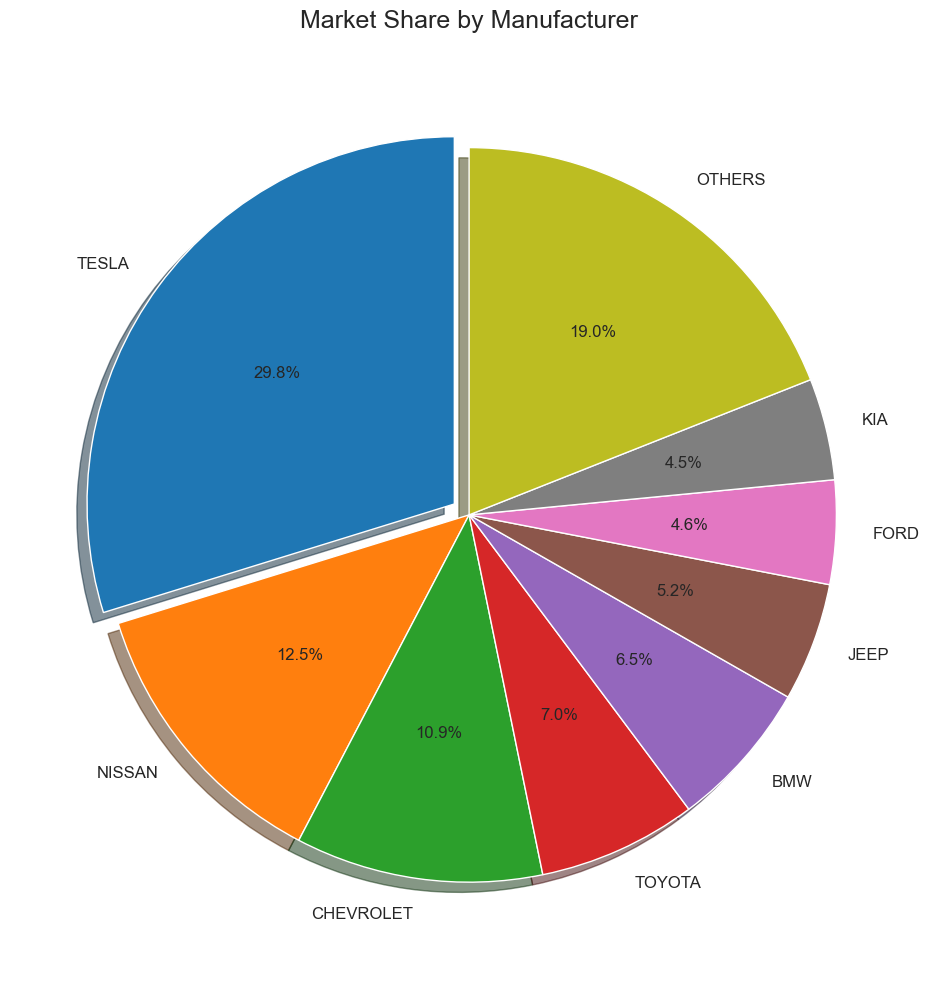 Market Share by Manufacturer
OTHERS
TESLA
19.0%
29.8%
KIA
4.5%
4.6%
FORD
5.2%
12.5%
JEEP
6.5%
7.0%
10.9%
NISSAN
BMW
TOYOTA
CHEVROLET